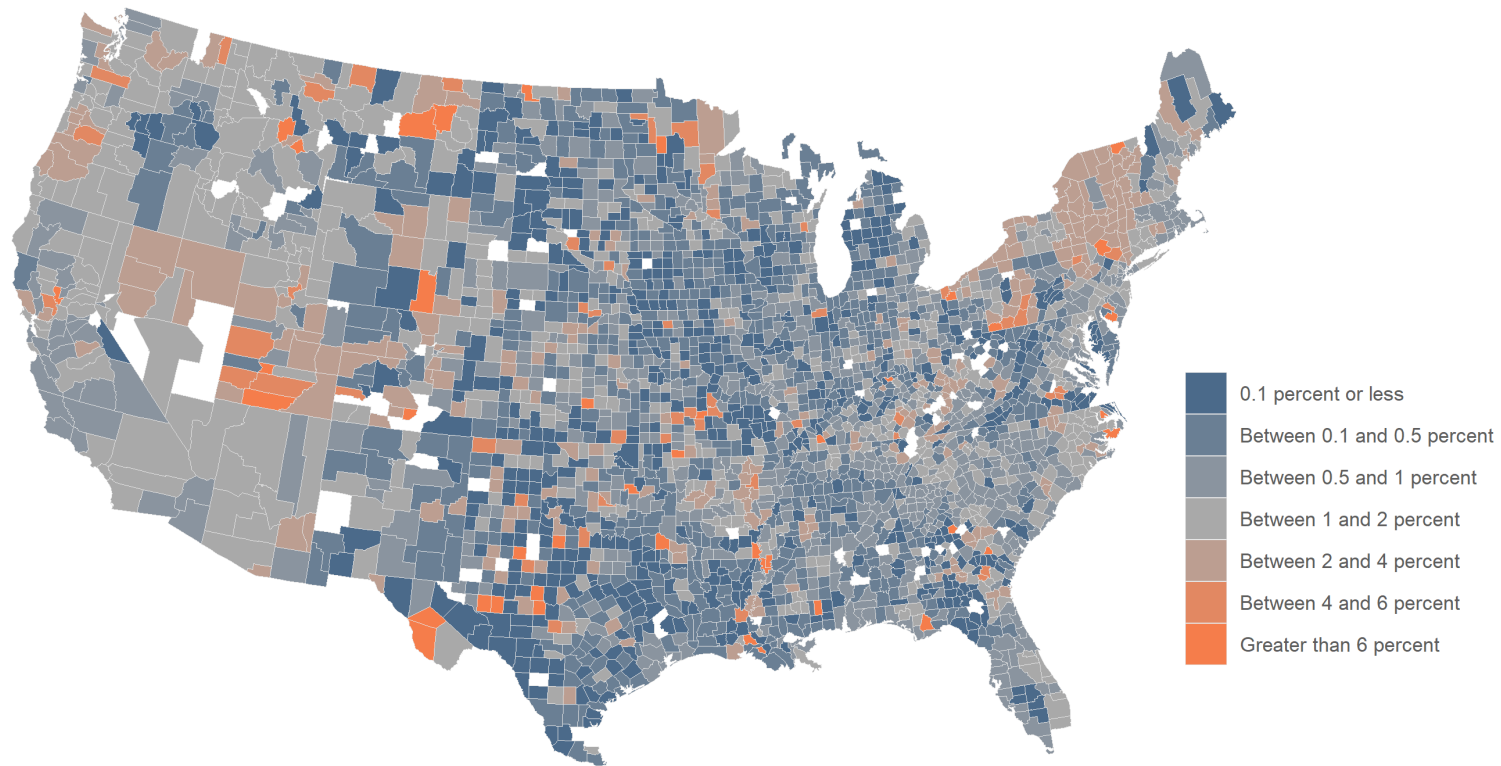 0.1 percent or less
Between 0.1 and 0.5 percent
Between 0.5 and 1 percent
Between 1 and 2 percent
Between 2 and 4 percent
Between 4 and 6 percent
Greater than 6 percent